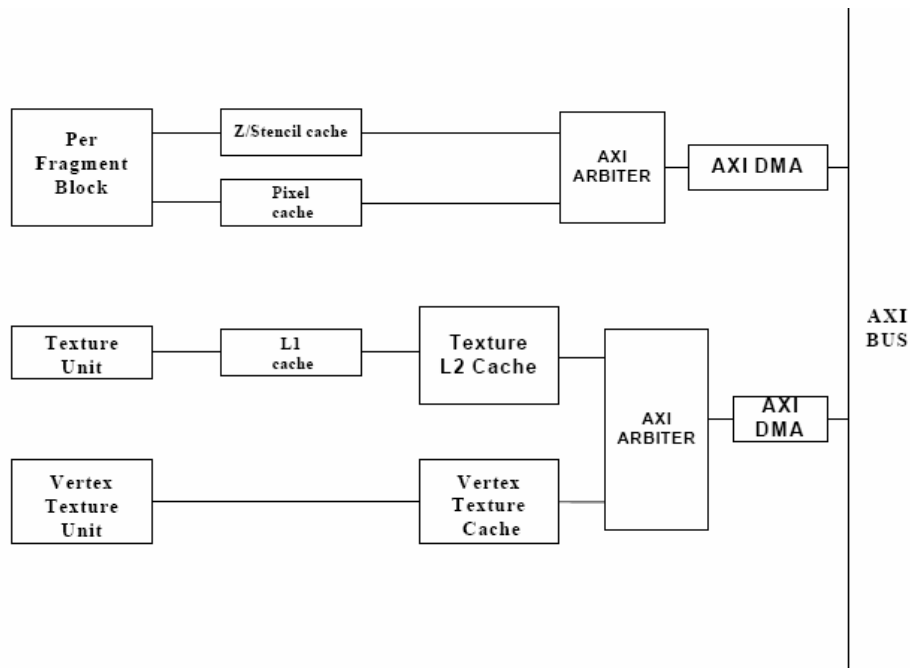 Per
Fragment
Block
Z/Stencil cache
Pixel
cache
AXI
ARBITER
AXI DMA
Texture
Unit
L1
cache
Texture
L2 Cache
AXI
ARBITER
AXI
DMA
AXI
BUS
Vertex
Texture
Unit
Vertex
Texture
Cache